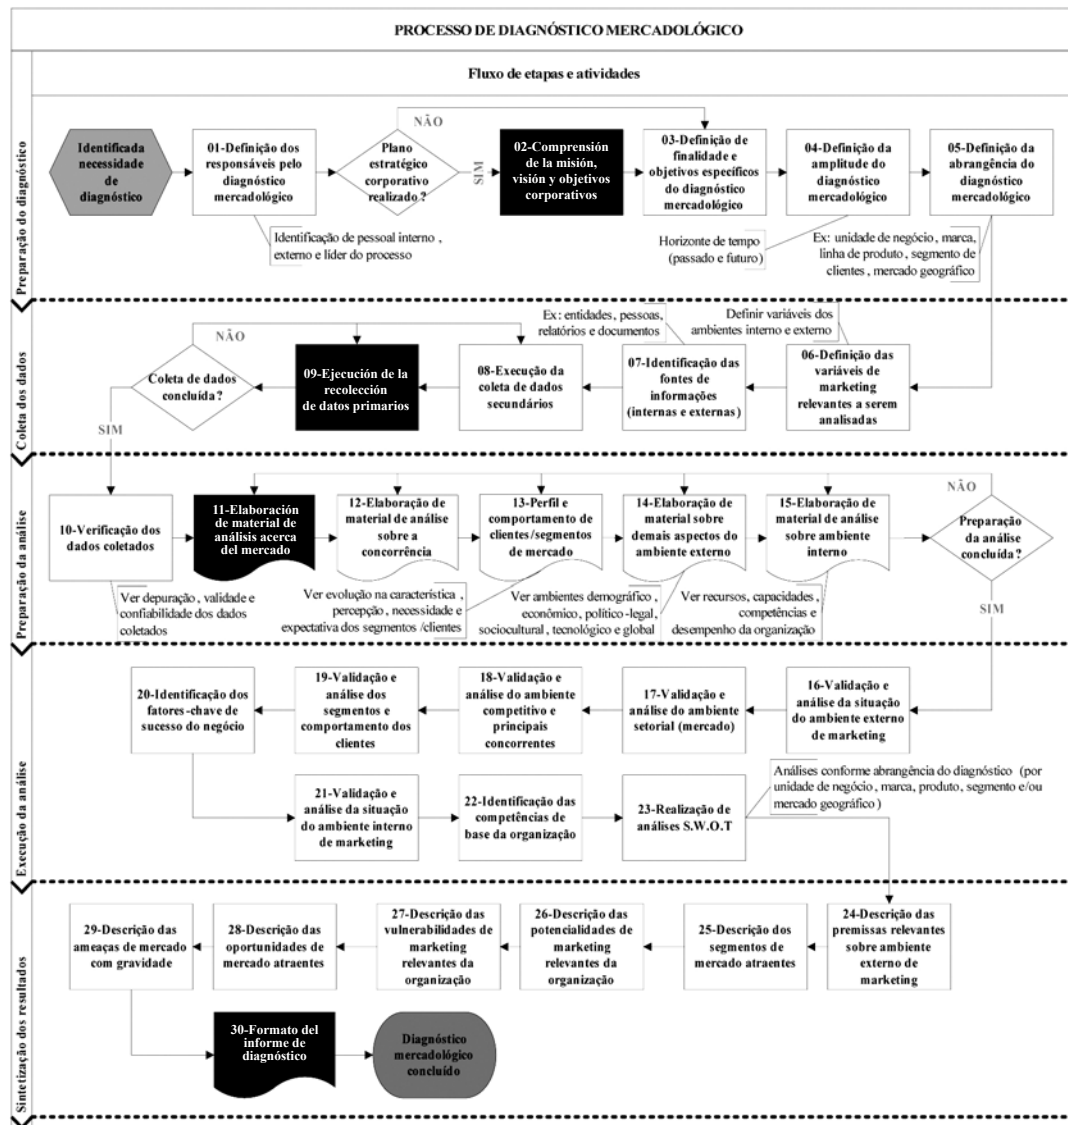 PROCESSO DE DIAGNÓSTICO MERCADOLÓGICO
Fluxo de etapas e atividades
Preparação do diagnóstico
Identificada
necessidade
de
diagnóstico
01-Definição dos
responsáveis pelo
diagnóstico
mercadológico
Identificação de pessoal interno ,
externo e líder do processo
NÃO
Plano
estratégico
corporativo
realizado ?
SIM
02-Comprensión
de la misión,
visión y objetivos
corporativos
03-Definição de
finalidade e
objetivos específicos
do diagnóstico
mercadológico
04-Definição da
amplitude do
diagnóstico
mercadológico
Horizonte de tempo
(passado e futuro)
05-Definição da
abrangência do
diagnóstico
mercadológico
Ex: unidade de negócio , marca,
linha de produto , segmento de
clientes , mercado geográfico
Coleta dos dados
Definir variáveis dos
ambientes interno e externo
06-Definição das
variáveis de
marketing
relevantes a serem
analisadas
Ex: entidades, pessoas,
relatórios e documentos
07-Identificação das
fontes de
informações
(internas e externas)
08-Execução da
coleta de dados
secundários
09-Ejecución de la
recolección
de datos primarios
NÃO
Coleta de dados
concluída ?
SIM
Preparação da análise
10-Verificação dos
dados coletados
Ver depuração , validade e
confiabilidade dos dados
coletados
11-Elaboración
de material de
análisis acerca
del mercado
12-Elaboração de
material de análise
sobre a
concorrência
13-Perfil e
comportamento de
clientes /segmentos
de mercado
Ver evolução na característica ,
percepção , necessidade e
expectativa dos segmentos /clientes
14-Elaboração de
material sobre
demais aspectos do
ambiente externo
Ver ambientes demográfico ,
econômico , político -legal,
sociocultural , tecnológico e global
15-Elaboração de
material de análise
sobre ambiente
interno
Ver recursos , capacidades ,
competências e
desempenho da organização
NÃO
Preparação
da análise
concluída ?
SIM
Execução da análise
16-Validação e
análise da situação
do ambiente externo
de marketing
17-Validação e
análise do ambiente
setorial (mercado)
18-Validação e
análise do ambiente
competitivo e
principais
concorrentes
19-Validação e
análise dos
segmentos e
comportamento dos
clientes
20-Identificação dos
fatores -chave de
sucesso do negócio
21-Validação e
análise da situação
do ambiente interno
de marketing
22-Identificação das
competências de
base da organização
23-Realização de
análises S.W.O.T
Análises conforme abrangência do diagnóstico (por
unidade de negócio , marca, produto, segmento e/ou
mercado geográfico )
Sintetização dos resultados
24-Descrição das
premissas relevantes
sobre ambiente
externo de
marketing
25-Descrição dos
segmentos de
mercado atraentes
26-Descrição das
potencialidades de
marketing
relevantes da
organização
27-Descrição das
vulnerabilidades de
marketing
relevantes da
organização
28-Descrição das
oportunidades de
mercado atraentes
29-Descrição das
ameaças de mercado
com gravidade
30-Formato del
informe de
diagnóstico
Diagnóstico
mercadológico
concluído